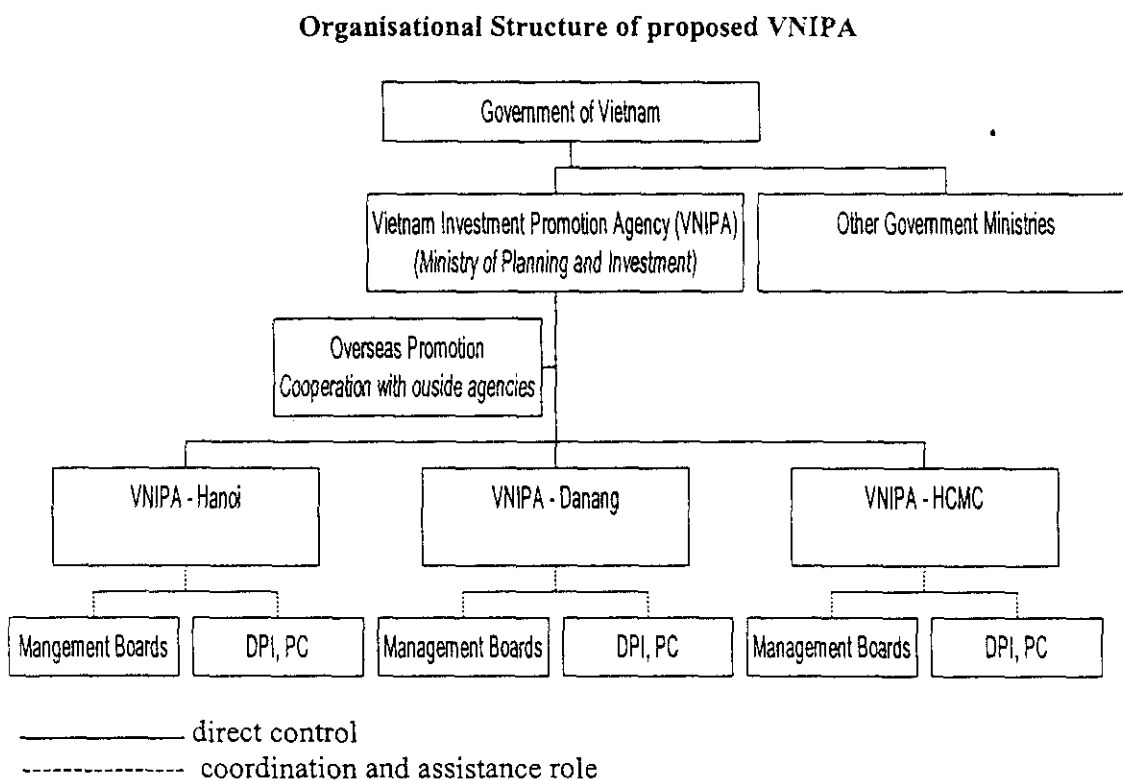 Organisational Structure of proposed VNIPA
Government of Vietnam
Vietnam Investment Promotion Agency (VNIPA)
(Ministry of Planning and Investment)
Other Government Ministries
Overseas Promotion
Cooperation with ouside agencies
VNIPA - Hanoi
VNIPA - Danang
VNIPA - HCMC
Mangement Boards
DPI, PC
Management Boards
DPI, PC
Management Boards
DPI, PC
direct control
coordination and assistance role